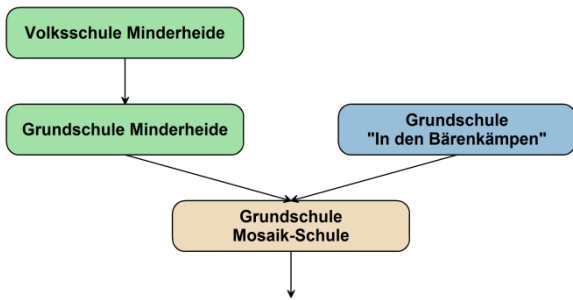 Volksschule Minderheide
Grundschule Minderheide
Grundschule
"In den Bärenkämpen"
Grundschule
Mosaik-Schule